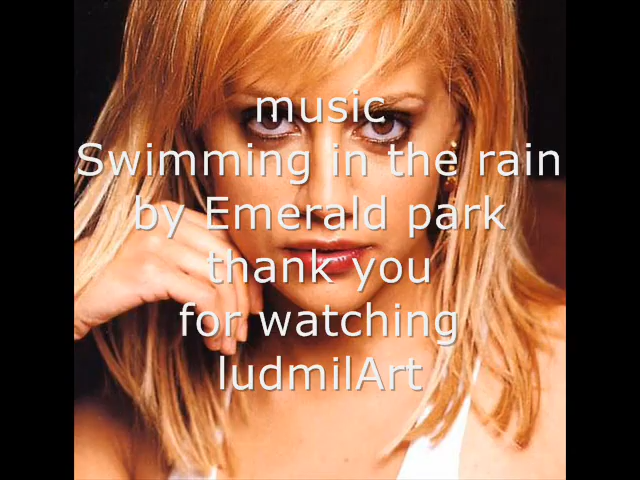 music
Swimming in the rain
by Emerald park
thank you
for watching
ludmilArt